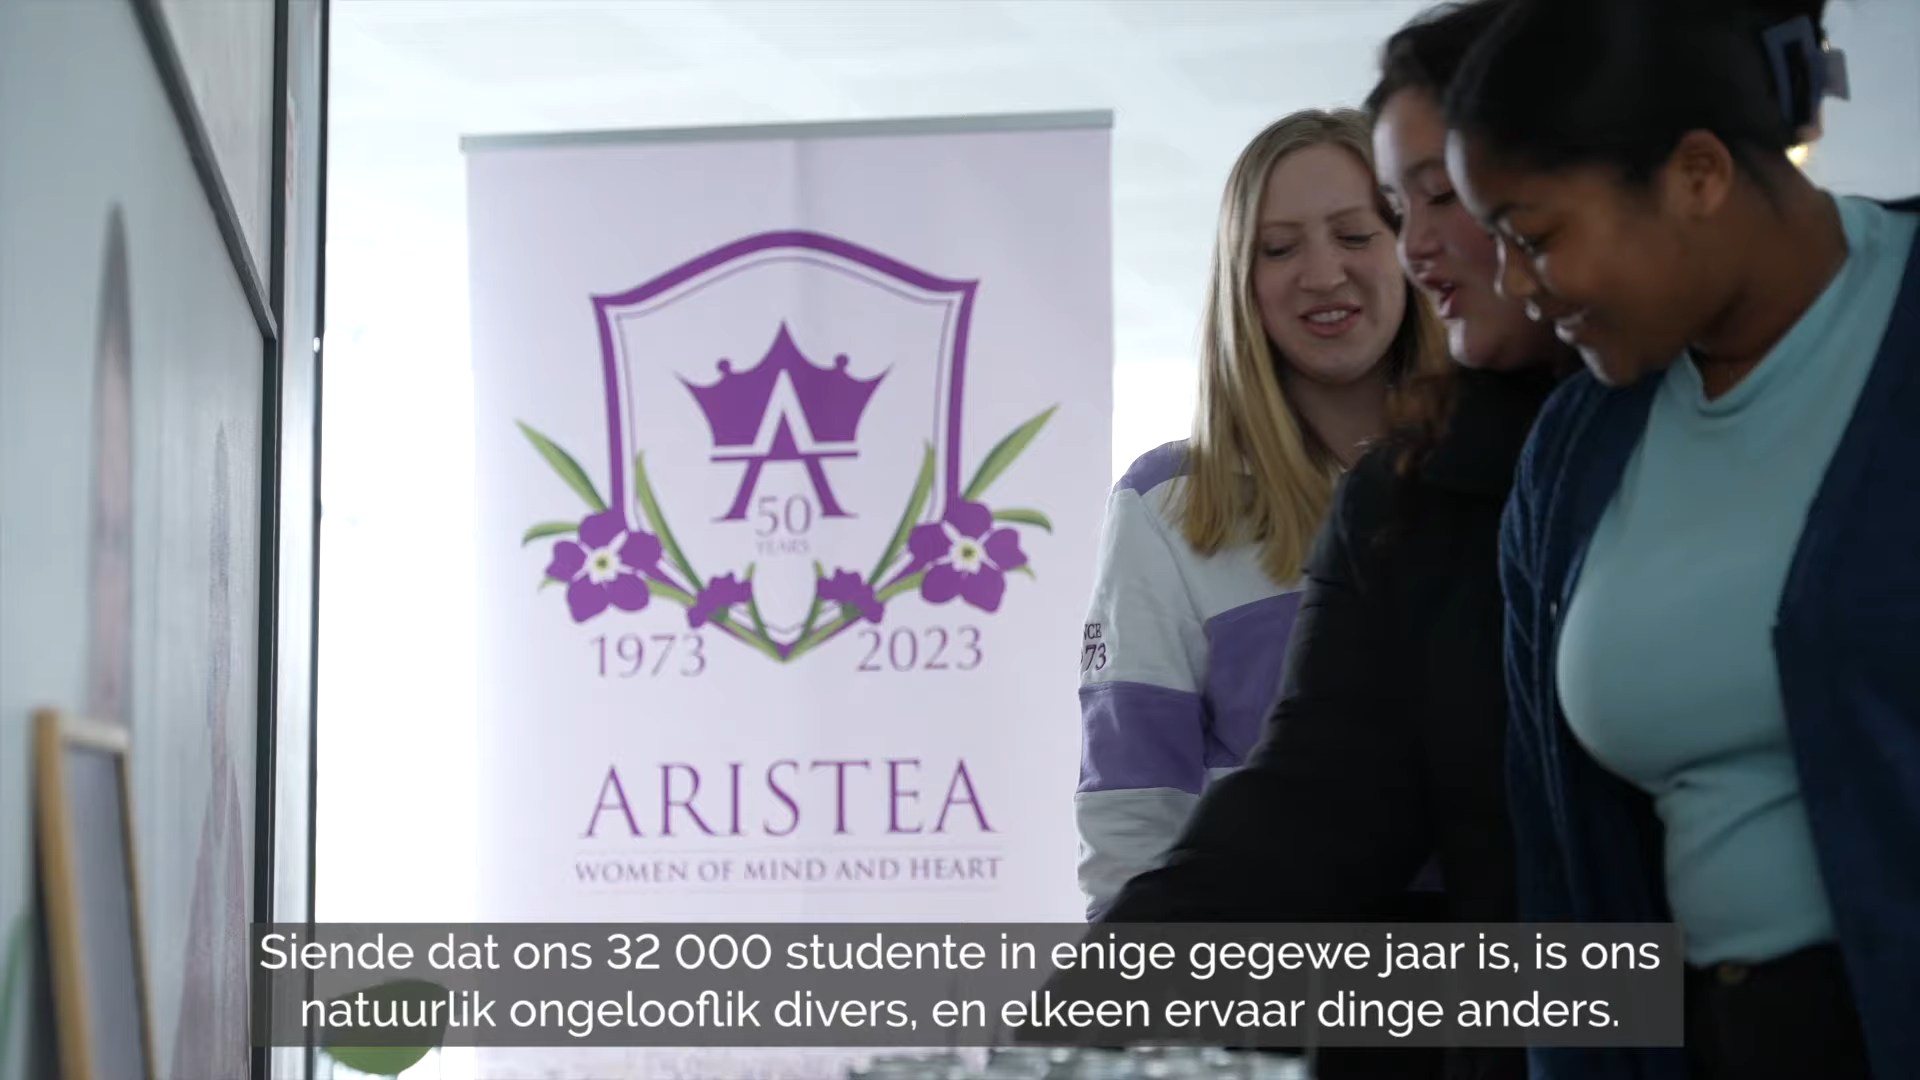 A
50
YEARS
1973 2023
ARISTEA
WOMEN OF MIND AND HEART
73
Siende dat ons 32 000 studente in enige gegewe jaar is, is ons
natuurlik ongelooflik divers, en elkeen ervaar dinge anders.